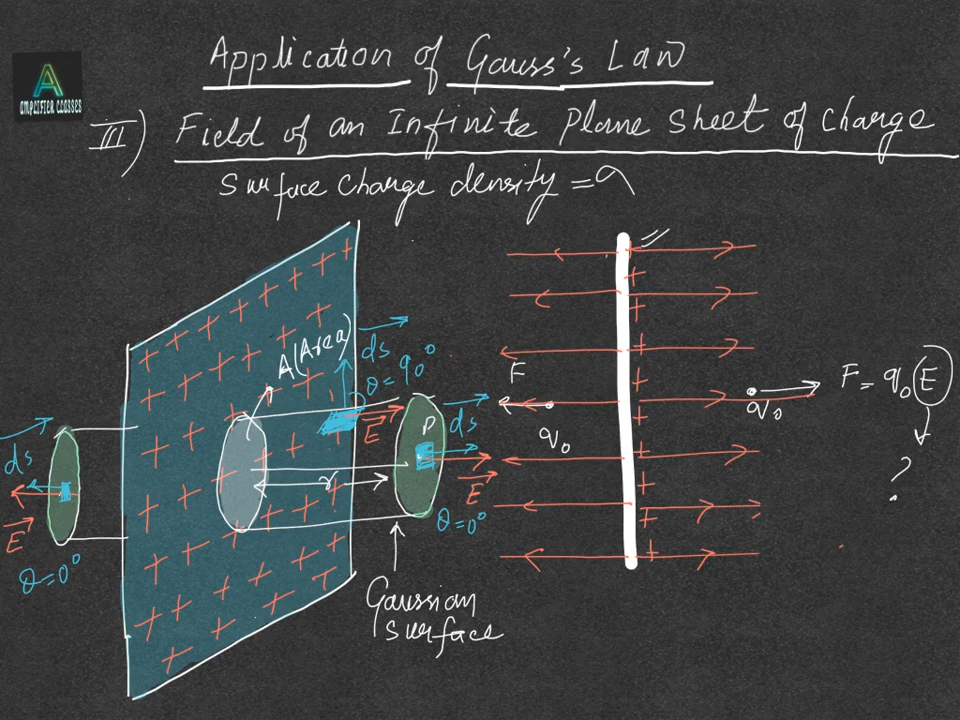 Application of Gauss's Law
A
AMPLIFIER CLASSES
III) Field of an Infinite Plane Sheet of Charge
Surface Charge density =
A(Area)
ds
θ = 90°
E
P
ds
E
θ=0°
r
ds
E
θ=0°
Gaussian
Surface
F
q₀
q₀
F = q₀E
?